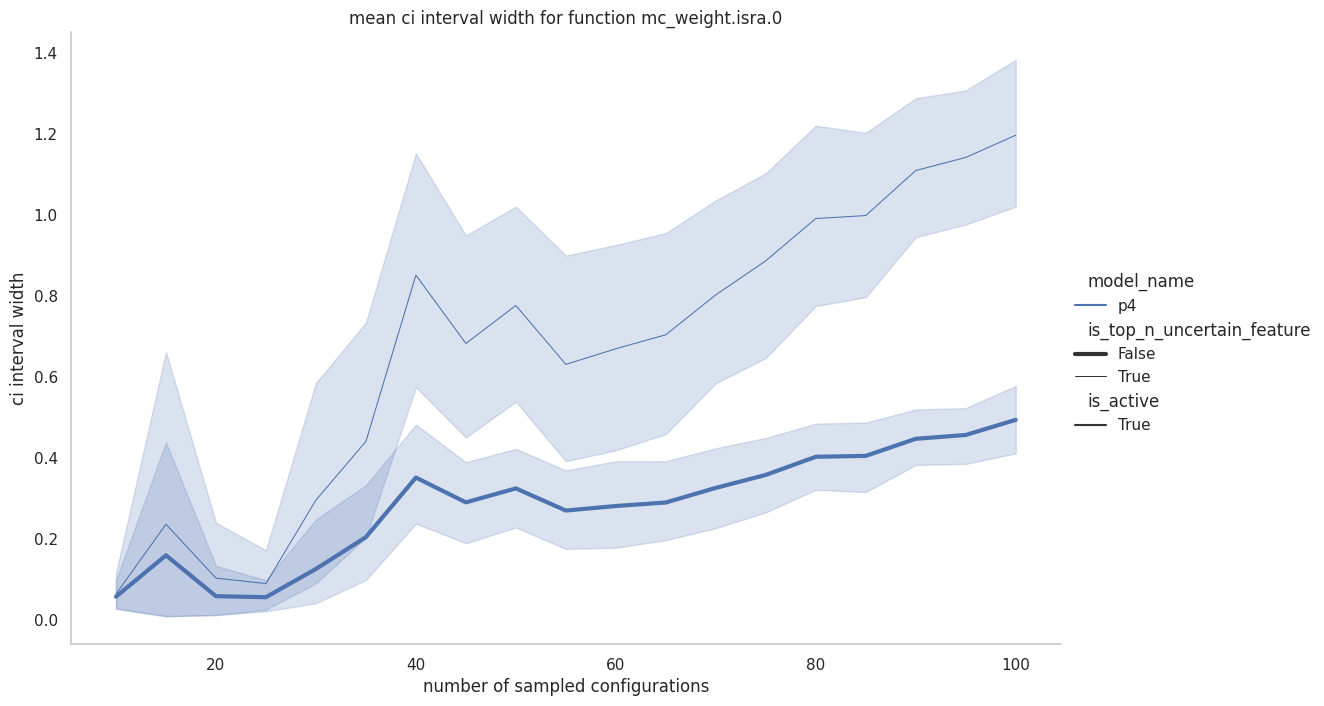 mean ci interval width for function mc_weight.isra.0
1.4
1.2
1.0
0.8
0.6
0.4
0.2
0.0
ci interval width
20
40
60
80
100
number of sampled configurations
model_name
p4
is_top_n_uncertain_feature
False
True
is_active
True